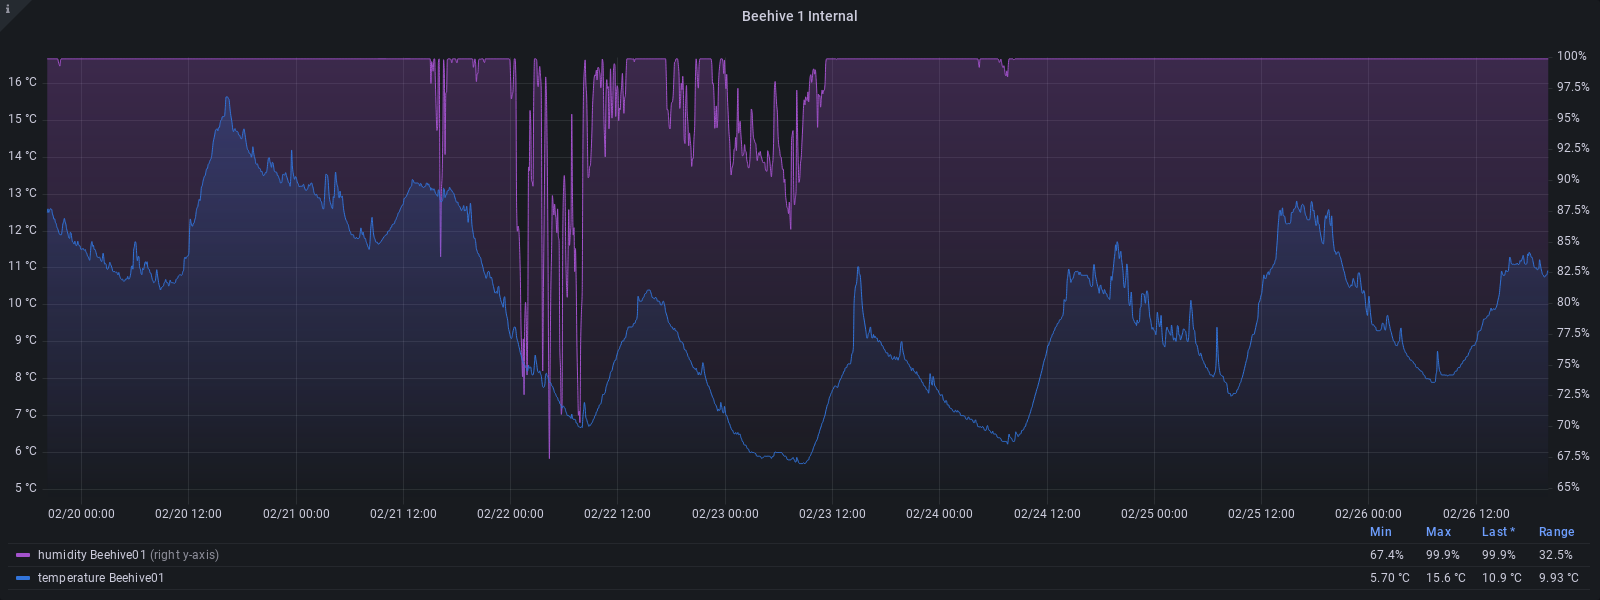 i
Beehive 1 Internal
16 °C
15 °C
14 °C
13 °C
12 °C
11 °C
10 °C
9 °C
8 °C
7 °C
6 °C
5 °C
100%
97.5%
95%
92.5%
90%
87.5%
85%
82.5%
80%
77.5%
75%
72.5%
70%
67.5%
65%
02/20 00:00 02/20 12:00 02/21 00:00 02/21 12:00 02/22 00:00 02/22 12:00 02/23 00:00 02/23 12:00 02/24 00:00 02/24 12:00 02/25 00:00 02/25 12:00 02/26 00:00 02/26 12:00
Min Max Last * Range
humidity Beehive01 (right y-axis) 67.4% 99.9% 99.9% 32.5%
temperature Beehive01 5.70 °C 15.6 °C 10.9 °C 9.93 °C